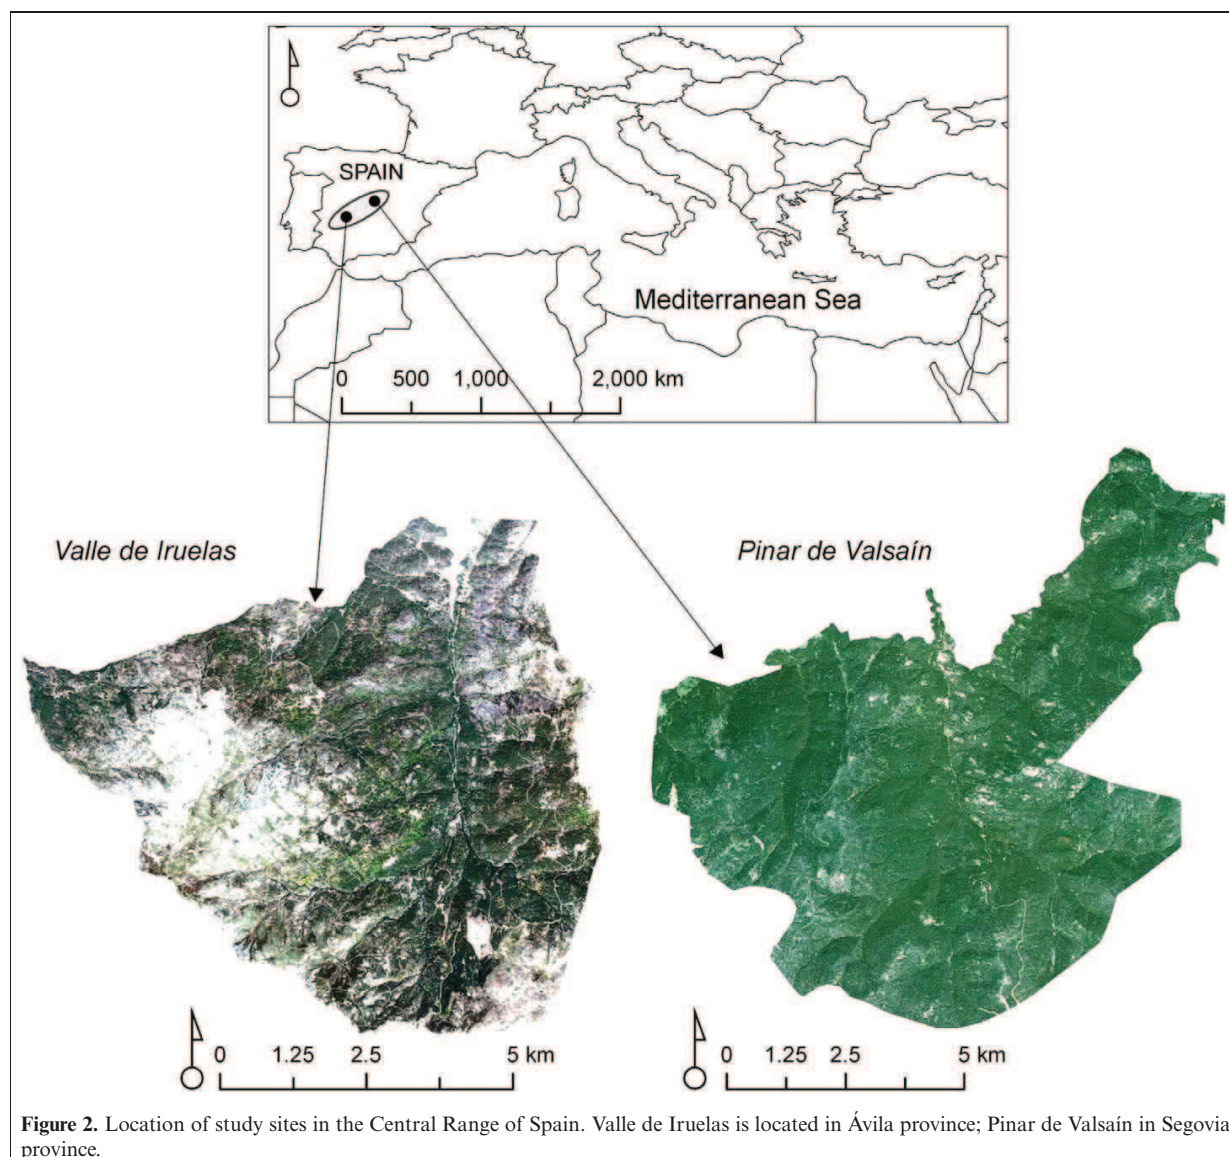 SPAIN
Mediterranean Sea
0 500 1,000 2,000 km
Valle de Iruelas
Pinar de Valsaín
0 1.25 2.5 5 km
0 1.25 2.5 5 km
Figure 2. Location of study sites in the Central Range of Spain. Valle de Iruelas is located in Ávila province; Pinar de Valsaín in Segovia
province.